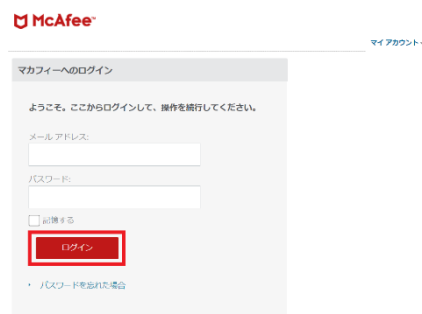 McAfee™
マイ アカウント
マカフィーへのログイン
ようこそ。ここからログインして、操作を続行してください。
メール アドレス:
パスワード:
記憶する
ログイン
パスワードを忘れた場合